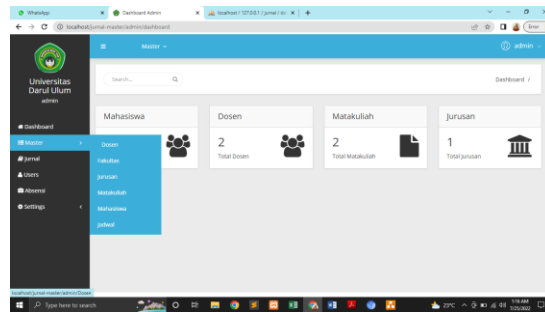 WhatsApp
Dashboard Admin
localhost / 127.0.0.1 / jurnal / do
localhost/jurnal-master/admin/dashboard
Error
Master
admin
Universitas
Darul Ulum
admin
Search...
Dashboard /
Dashboard
Master
Jurnal
Users
Absensi
Settings
Dosen
Fakultas
Jurusan
Matakuliah
Mahasiswa
Jadwal
Mahasiswa
Dosen
2
Total Dosen
Matakuliah
2
Total Matakuliah
Jurusan
1
Total Jurusan
localhost/jurnal-master/admin/Dosen
Type here to search
23°C
9:16 AM
7/25/2022